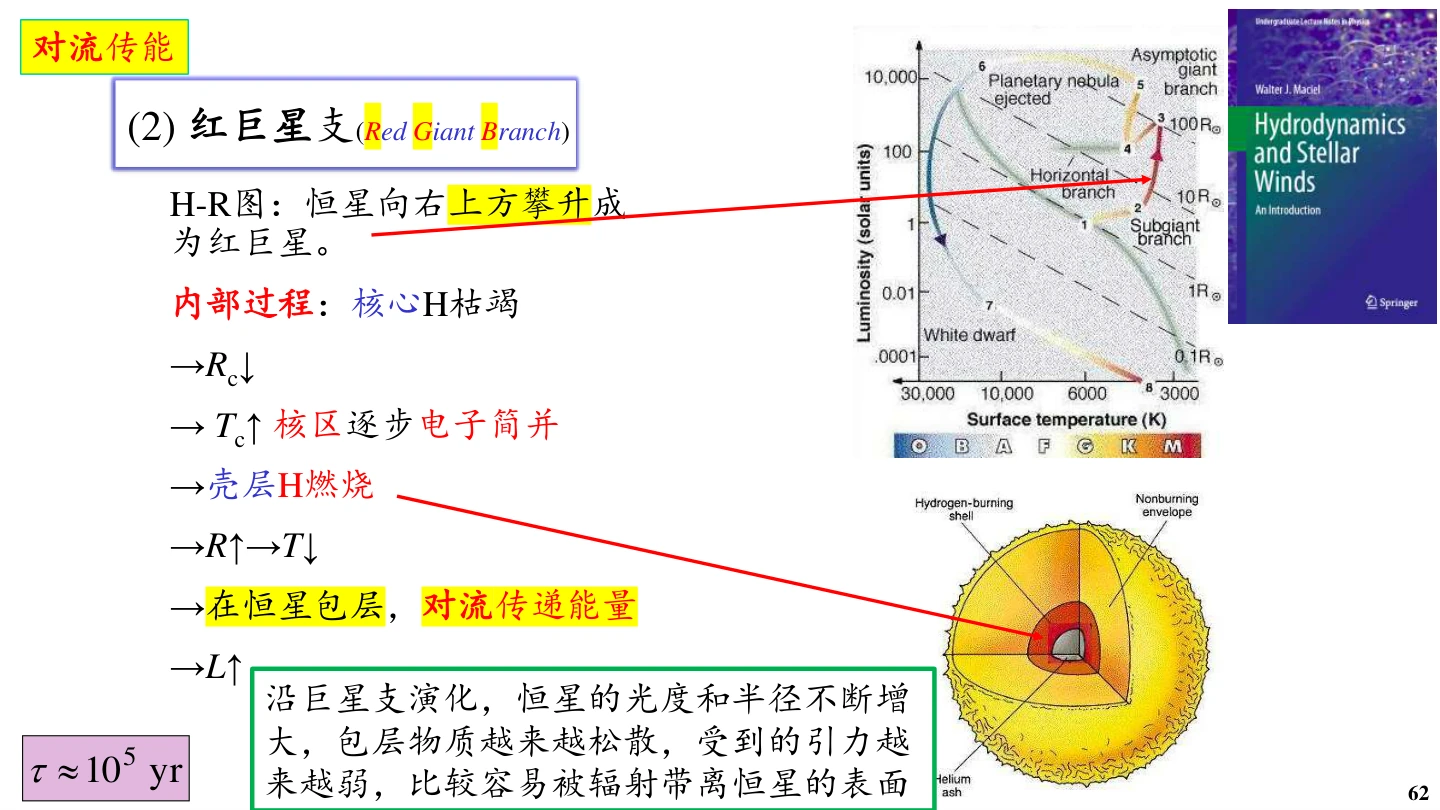 对流传能
(2) 红巨星支(Red Giant Branch)
H-R图：恒星向右上方攀升成
为红巨星。
内部过程：核心H枯竭
→Rc↓
→ Tc↑ 核区逐步电子简并
→壳层H燃烧
→R↑→T↓
→在恒星包层，对流传递能量
→L↑
沿巨星支演化，恒星的光度和半径不断增
大，包层物质越来越松散，受到的引力越
来越弱，比较容易被辐射带离恒星的表面
τ ≈ 10⁵ yr
Luminosity (solar units)
10,000
100
1
0.01
.0001
6
Planetary nebula
ejected
Asymptotic
giant
branch
5
3
100 R⊙
4
Horizontal
branch
10 R⊙
2
1
Subgiant
branch
1R⊙
7
White dwarf
0.1R⊙
8
30,000 10,000 6000 3000
Surface temperature (K)
O B A F G K M
Undergraduate Lecture Notes in Physics
Walter J. Maciel
Hydrodynamics
and Stellar
Winds
An Introduction
Springer
Hydrogen-burning
shell
Nonburning
envelope
Helium
ash
62